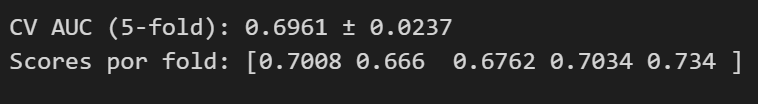 CV AUC (5-fold): 0.6961 ± 0.0237
Scores por fold: [0.7008 0.666  0.6762 0.7034 0.734 ]